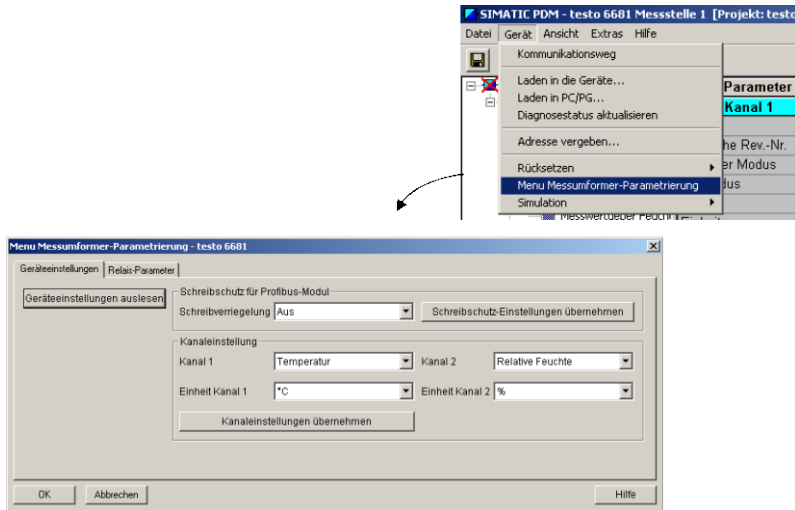 SIMATIC PDM - testo 6681 Messstelle 1 [Projekt: testo
Datei Gerät Ansicht Extras Hilfe
Kommunikationsweg
Laden in die Geräte...
Laden in PC/PG...
Diagnosestatus aktualisieren
Adresse vergeben...
Rücksetzen
Menu Messumformer-Parametrierung
Simulation
Parameter
Kanal 1
he Rev.-Nr.
er Modus
dus
Messwertgeber Feucht
Menu Messumformer-Parametrierung - testo 6681
Geräteeinstellungen Relais-Parameter
Geräteeinstellungen auslesen
Schreibschutz für Profibus-Modul
Schreibverriegelung Aus Schreibschutz-Einstellungen übernehmen
Kanaleinstellung
Kanal 1 Temperatur Kanal 2 Relative Feuchte
Einheit Kanal 1 °C Einheit Kanal 2 %
Kanaleinstellungen übernehmen
OK Abbrechen Hilfe